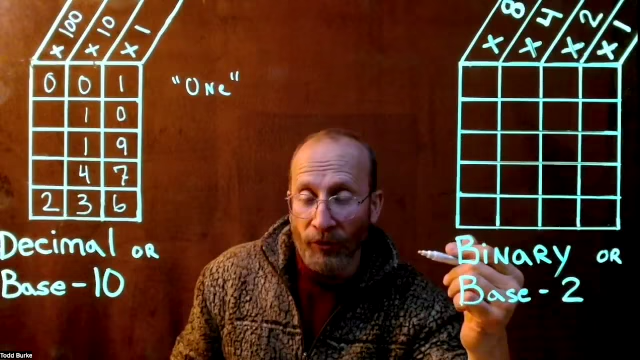 x 100 x 10 x 1
0 0 1
1 0
1 9
4 7
2 3 6
"One"
Decimal or
Base-10
x 8 x 4 x 2 x 1
Binary or
Base-2
Todd Burke